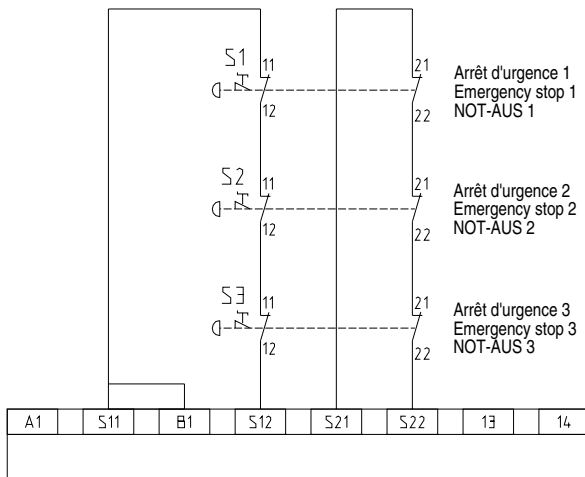 S1
11
21
Arrêt d'urgence 1
Emergency stop 1
NOT-AUS 1
12
22
S2
11
21
Arrêt d'urgence 2
Emergency stop 2
NOT-AUS 2
12
22
S3
11
21
Arrêt d'urgence 3
Emergency stop 3
NOT-AUS 3
12
22
A1 S11 B1 S12 S21 S22 13 14